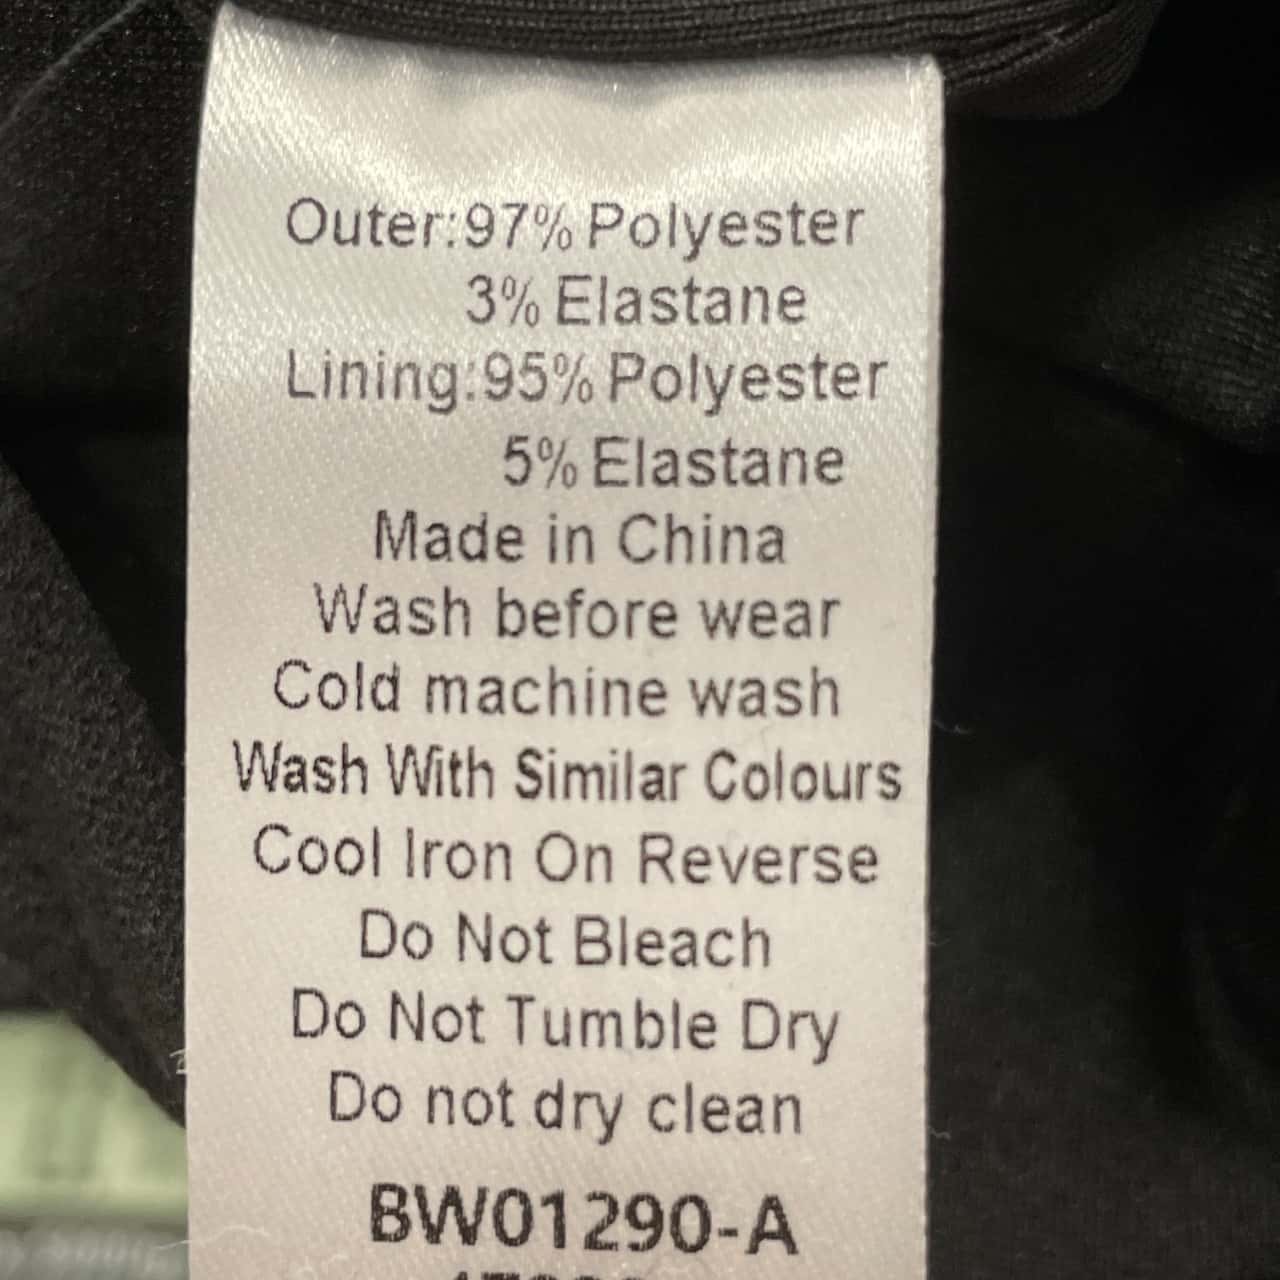 Outer:97% Polyester
3% Elastane
Lining:95% Polyester
5% Elastane
Made in China
Wash before wear
Cold machine wash
Wash With Similar Colours
Cool Iron On Reverse
Do Not Bleach
Do Not Tumble Dry
Do not dry clean
BW01290-A